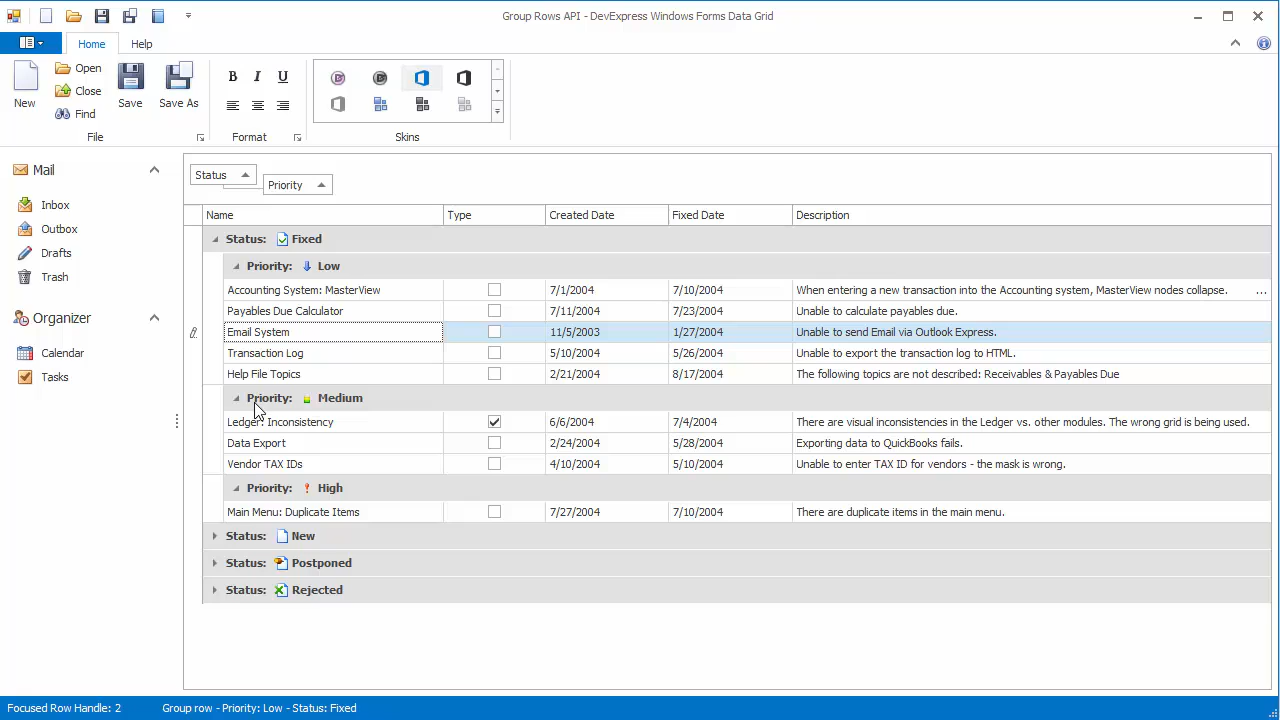 Group Rows API - DevExpress Windows Forms Data Grid
Home Help
New
Open
Close
Find
Save
Save As
B I U
File
Format
Skins
Mail
Inbox
Outbox
Drafts
Trash
Organizer
Calendar
Tasks
Status
Priority
Name Type Created Date Fixed Date Description
Status: Fixed
Priority: Low
Accounting System: MasterView 7/1/2004 7/10/2004 When entering a new transaction into the Accounting system, MasterView nodes collapse. ...
Payables Due Calculator 7/11/2004 7/23/2004 Unable to calculate payables due.
Email System 11/5/2003 1/27/2004 Unable to send Email via Outlook Express.
Transaction Log 5/10/2004 5/26/2004 Unable to export the transaction log to HTML.
Help File Topics 2/21/2004 8/17/2004 The following topics are not described: Receivables & Payables Due
Priority: Medium
Ledger: Inconsistency 6/6/2004 7/4/2004 There are visual inconsistencies in the Ledger vs. other modules. The wrong grid is being used.
Data Export 2/24/2004 5/28/2004 Exporting data to QuickBooks fails.
Vendor TAX IDs 4/10/2004 5/10/2004 Unable to enter TAX ID for vendors - the mask is wrong.
Priority: High
Main Menu: Duplicate Items 7/27/2004 7/10/2004 There are duplicate items in the main menu.
Status: New
Status: Postponed
Status: Rejected
Focused Row Handle: 2 Group row - Priority: Low - Status: Fixed